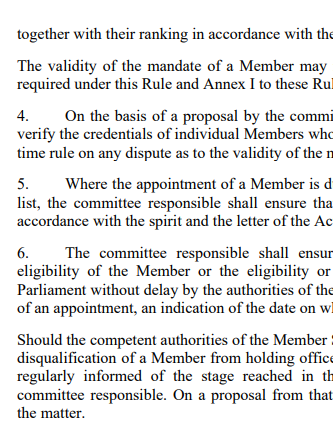 together with their ranking in accordance with the
The validity of the mandate of a Member may
required under this Rule and Annex I to these Ru
4. On the basis of a proposal by the commi
verify the credentials of individual Members who
time rule on any dispute as to the validity of the
5. Where the appointment of a Member is d
list, the committee responsible shall ensure tha
accordance with the spirit and the letter of the Ac
6. The committee responsible shall ensur
eligibility of the Member or the eligibility or
Parliament without delay by the authorities of the
of an appointment, an indication of the date on w
Should the competent authorities of the Member
disqualification of a Member from holding office
regularly informed of the stage reached in th
committee responsible. On a proposal from that
the matter.